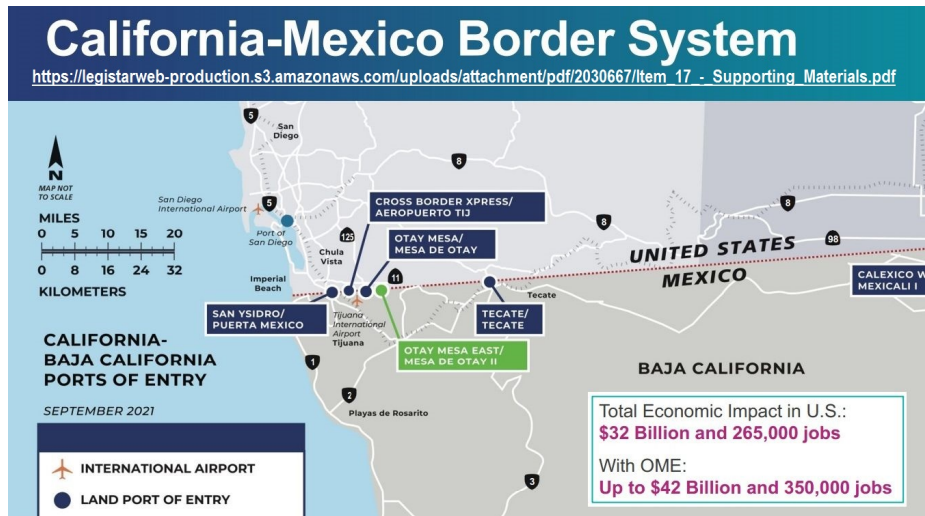 California-Mexico Border System
https://legistarweb-production.s3.amazonaws.com/uploads/attachment/pdf/2030667/Item_17_-_Supporting_Materials.pdf
5
San
Diego
N
MAP NOT
TO SCALE
8
MILES
0 5 10 15 20
0 8 16 24 32
KILOMETERS
San Diego
International Airport
5
Port of
San Diego
CROSS BORDER XPRESS/
AEROPUERTO TIJ
8
8
125
Chula
Vista
OTAY MESA/
MESA DE OTAY
UNITED STATES
MEXICO
98
Imperial
Beach
11
CALEXICO W
MEXICALI I
SAN YSIDRO/
PUERTA MEXICO
Tijuana
International
Airport
Tijuana
Tecate
TECATE/
TECATE
OTAY MESA EAST/
MESA DE OTAY II
CALIFORNIA-
BAJA CALIFORNIA
PORTS OF ENTRY
SEPTEMBER 2021
1
2
Playas de Rosarito
3
BAJA CALIFORNIA
Total Economic Impact in U.S.:
$32 Billion and 265,000 jobs
With OME:
Up to $42 Billion and 350,000 jobs
INTERNATIONAL AIRPORT
LAND PORT OF ENTRY